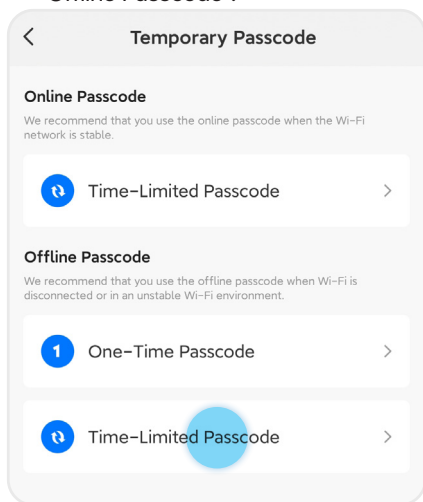 Temporary Passcode
Online Passcode
We recommend that you use the online passcode when the Wi-Fi
network is stable.
Time-Limited Passcode
Offline Passcode
We recommend that you use the offline passcode when Wi-Fi is
disconnected or in an unstable Wi-Fi environment.
1 One-Time Passcode
Time-Limited Passcode